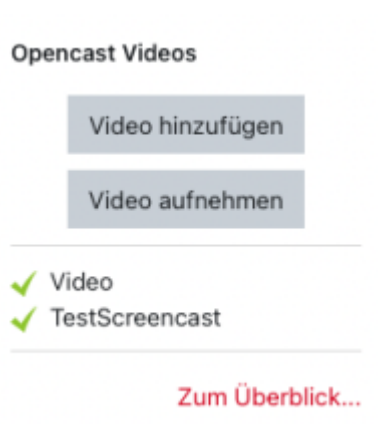 Opencast Videos
Video hinzufügen
Video aufnehmen
Video
TestScreencast
Zum Überblick...